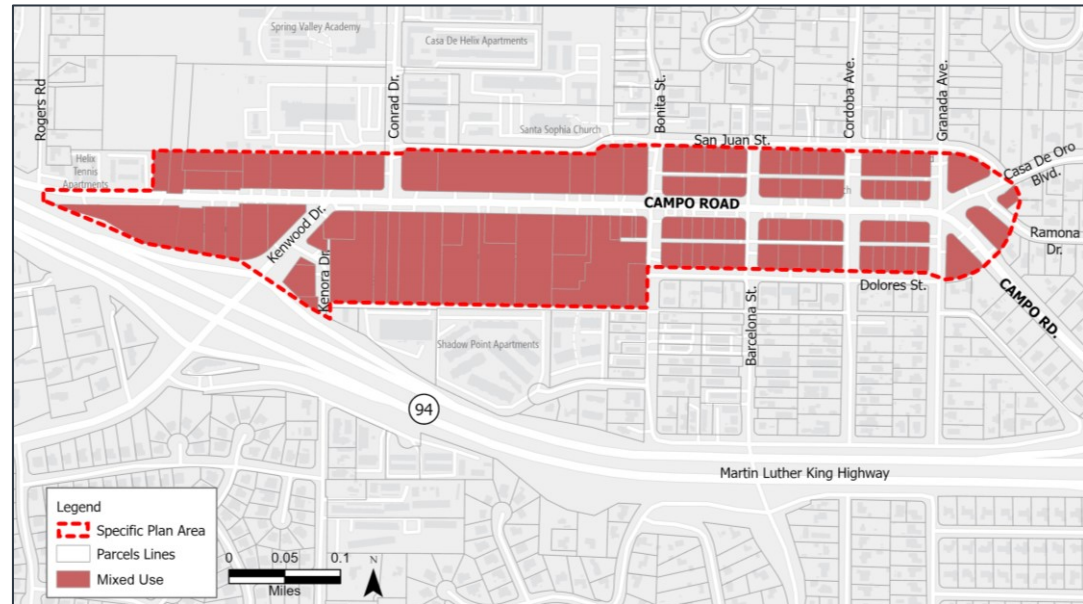 Spring Valley Academy
Casa De Helix Apartments
Rogers Rd
Conrad Dr.
Bonita St.
Cordoba Ave.
Granada Ave.
Santa Sophia Church
San Juan St.
Helix
Tennis
Apartments
Casa De Oro
Blvd.
CAMPO ROAD
Kenwood Dr.
Ramona
Dr.
Kenora Dr.
Dolores St.
CAMPO RD.
Barcelona St.
Shadow Point Apartments
94
Martin Luther King Highway
Legend
Specific Plan Area
Parcels Lines
Mixed Use
0 0.05 0.1
Miles
N